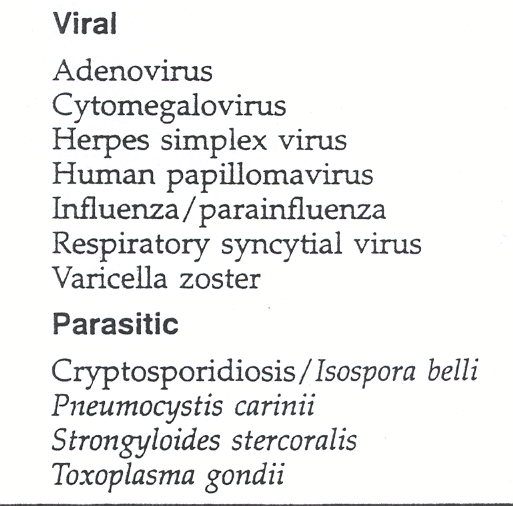 Viral
Adenovirus
Cytomegalovirus
Herpes simplex virus
Human papillomavirus
Influenza/parainfluenza
Respiratory syncytial virus
Varicella zoster
Parasitic
Cryptosporidiosis/Isospora belli
Pneumocystis carinii
Strongyloides stercoralis
Toxoplasma gondii